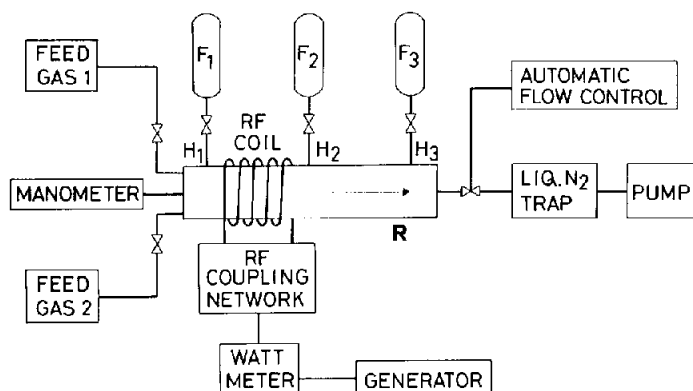 FEED
GAS 1
F1
F2
F3
AUTOMATIC
FLOW CONTROL
RF
COIL
H1
H2
H3
MANOMETER
LIQ. N2
TRAP
PUMP
R
FEED
GAS 2
RF
COUPLING
NETWORK
WATT
METER
GENERATOR